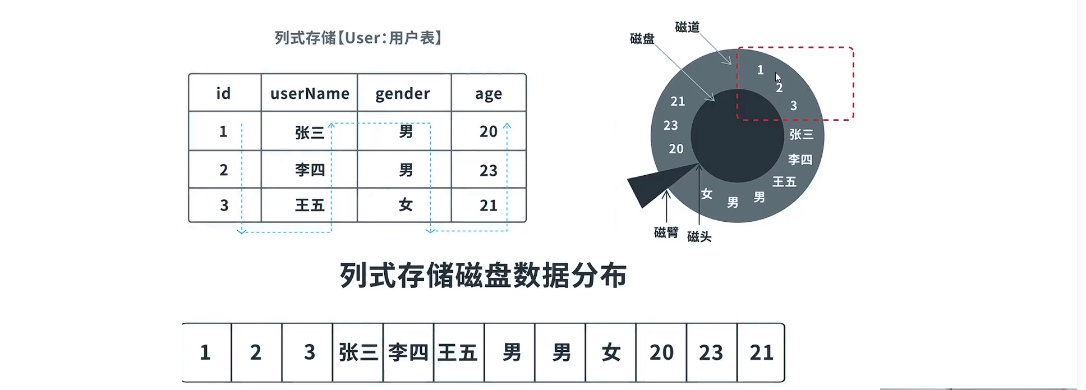 列式存储【User：用户表】
id userName gender age
1 张三 男 20
2 李四 男 23
3 王五 女 21
磁道
磁盘
1
2
3
张三
李四
王五
男
男
女
20
23
21
磁臂
磁头
列式存储磁盘数据分布
1 2 3 张三 李四 王五 男 男 女 20 23 21